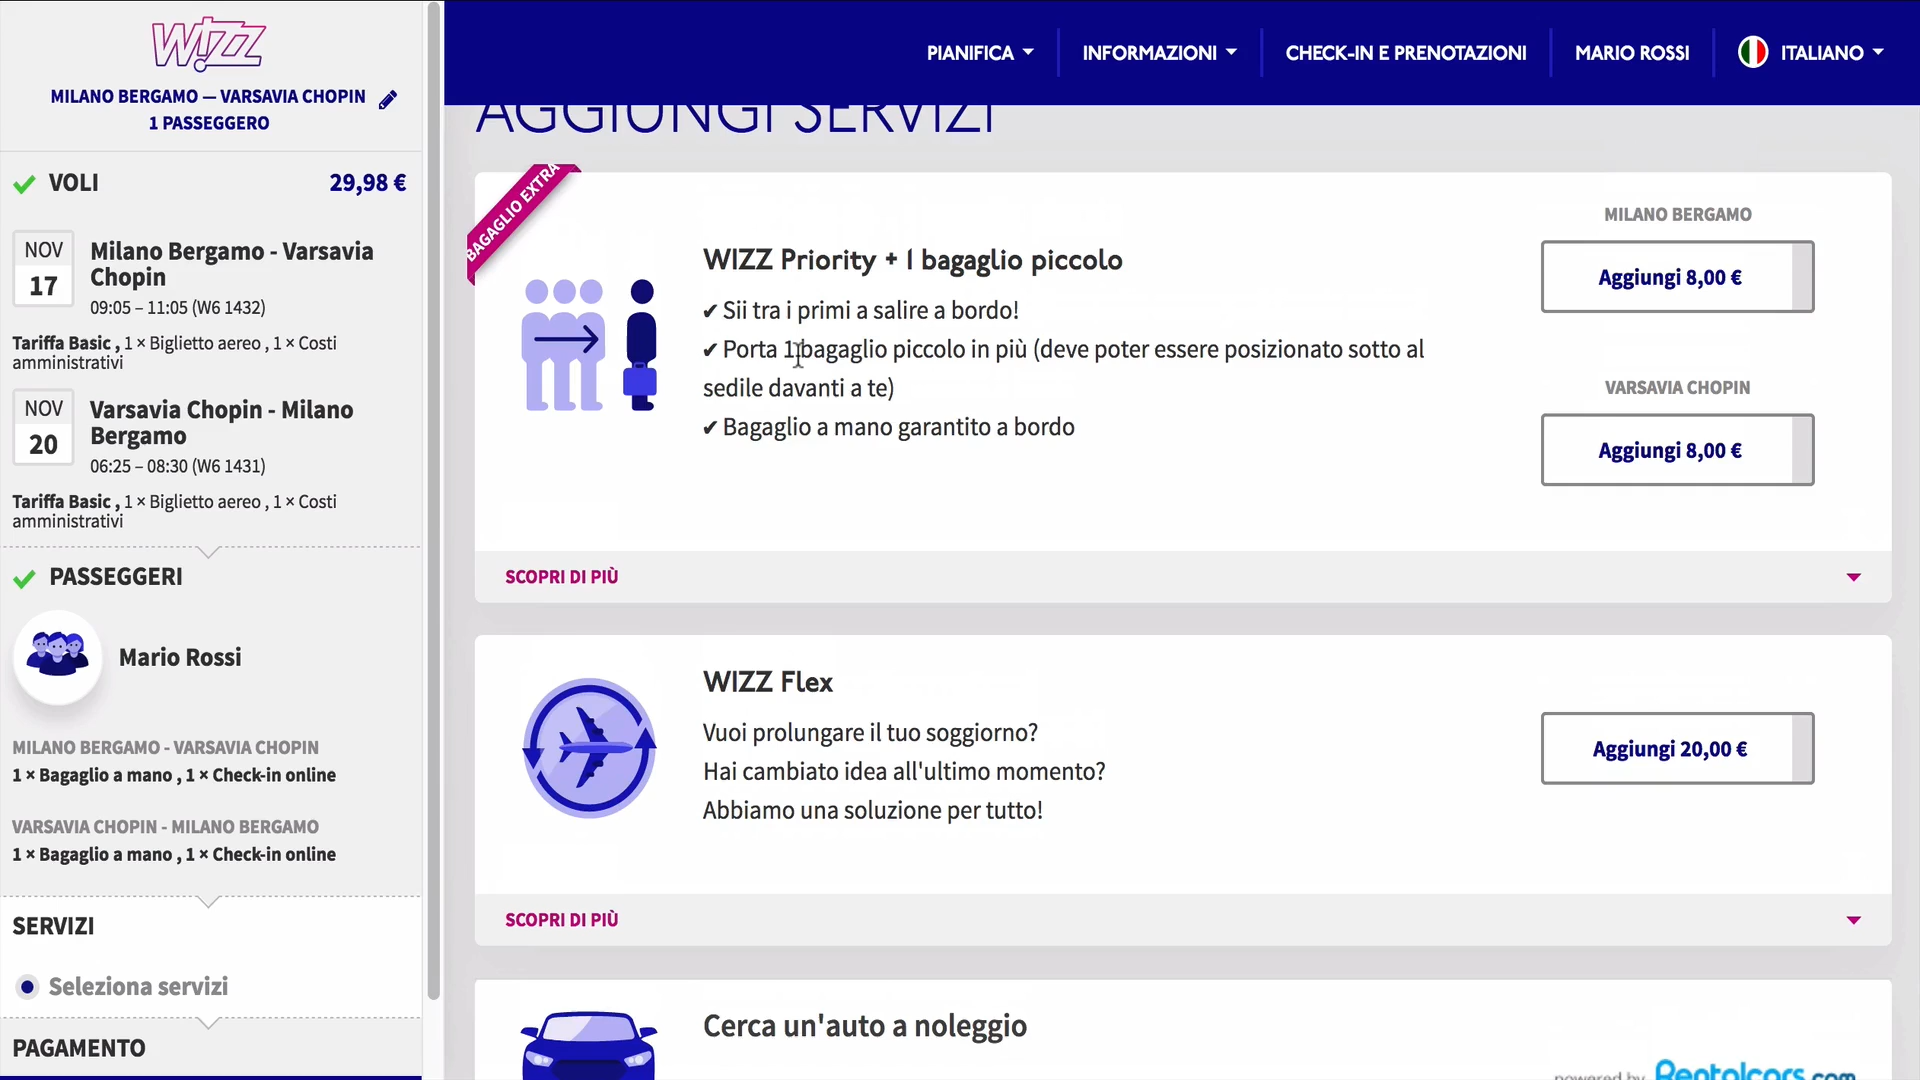 WIZZ
MILANO BERGAMO — VARSAVIA CHOPIN
1 PASSEGGERO
VOLI
29,98 €
NOV
17
Milano Bergamo - Varsavia
Chopin
09:05 – 11:05 (W6 1432)
Tariffa Basic , 1 × Biglietto aereo , 1 × Costi
amministrativi
NOV
20
Varsavia Chopin - Milano
Bergamo
06:25 – 08:30 (W6 1431)
Tariffa Basic , 1 × Biglietto aereo , 1 × Costi
amministrativi
PASSEGGERI
Mario Rossi
MILANO BERGAMO - VARSAVIA CHOPIN
1 × Bagaglio a mano , 1 × Check-in online
VARSAVIA CHOPIN - MILANO BERGAMO
1 × Bagaglio a mano , 1 × Check-in online
SERVIZI
Seleziona servizi
PAGAMENTO
PIANIFICA
INFORMAZIONI
CHECK-IN E PRENOTAZIONI
MARIO ROSSI
ITALIANO
AGGIUNGI SERVIZI
BAGAGLIO EXTRA
WIZZ Priority + 1 bagaglio piccolo
✔ Sii tra i primi a salire a bordo!
✔ Porta 1 bagaglio piccolo in più (deve poter essere posizionato sotto al
sedile davanti a te)
✔ Bagaglio a mano garantito a bordo
MILANO BERGAMO
Aggiungi 8,00 €
VARSAVIA CHOPIN
Aggiungi 8,00 €
SCOPRI DI PIÙ
WIZZ Flex
Vuoi prolungare il tuo soggiorno?
Hai cambiato idea all'ultimo momento?
Abbiamo una soluzione per tutto!
Aggiungi 20,00 €
SCOPRI DI PIÙ
Cerca un'auto a noleggio
powered by Rentalcars.com